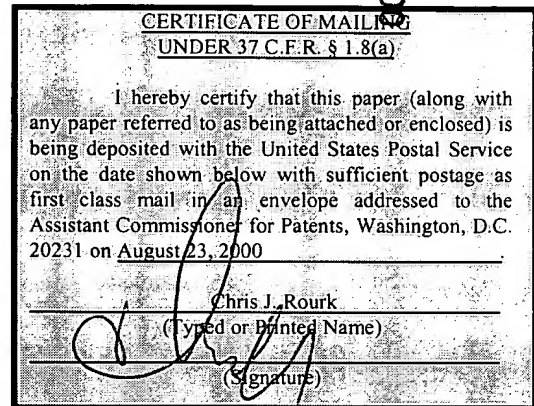 CERTIFICATE OF MAILING
UNDER 37 C.F.R. § 1.8(a)
I hereby certify that this paper (along with
any paper referred to as being attached or enclosed) is
being deposited with the United States Postal Service
on the date shown below with sufficient postage as
first class mail in an envelope addressed to the
Assistant Commissioner for Patents, Washington, D.C.
20231 on August 23, 2000.
Chris J. Rourk
(Typed or Printed Name)
(Signature)